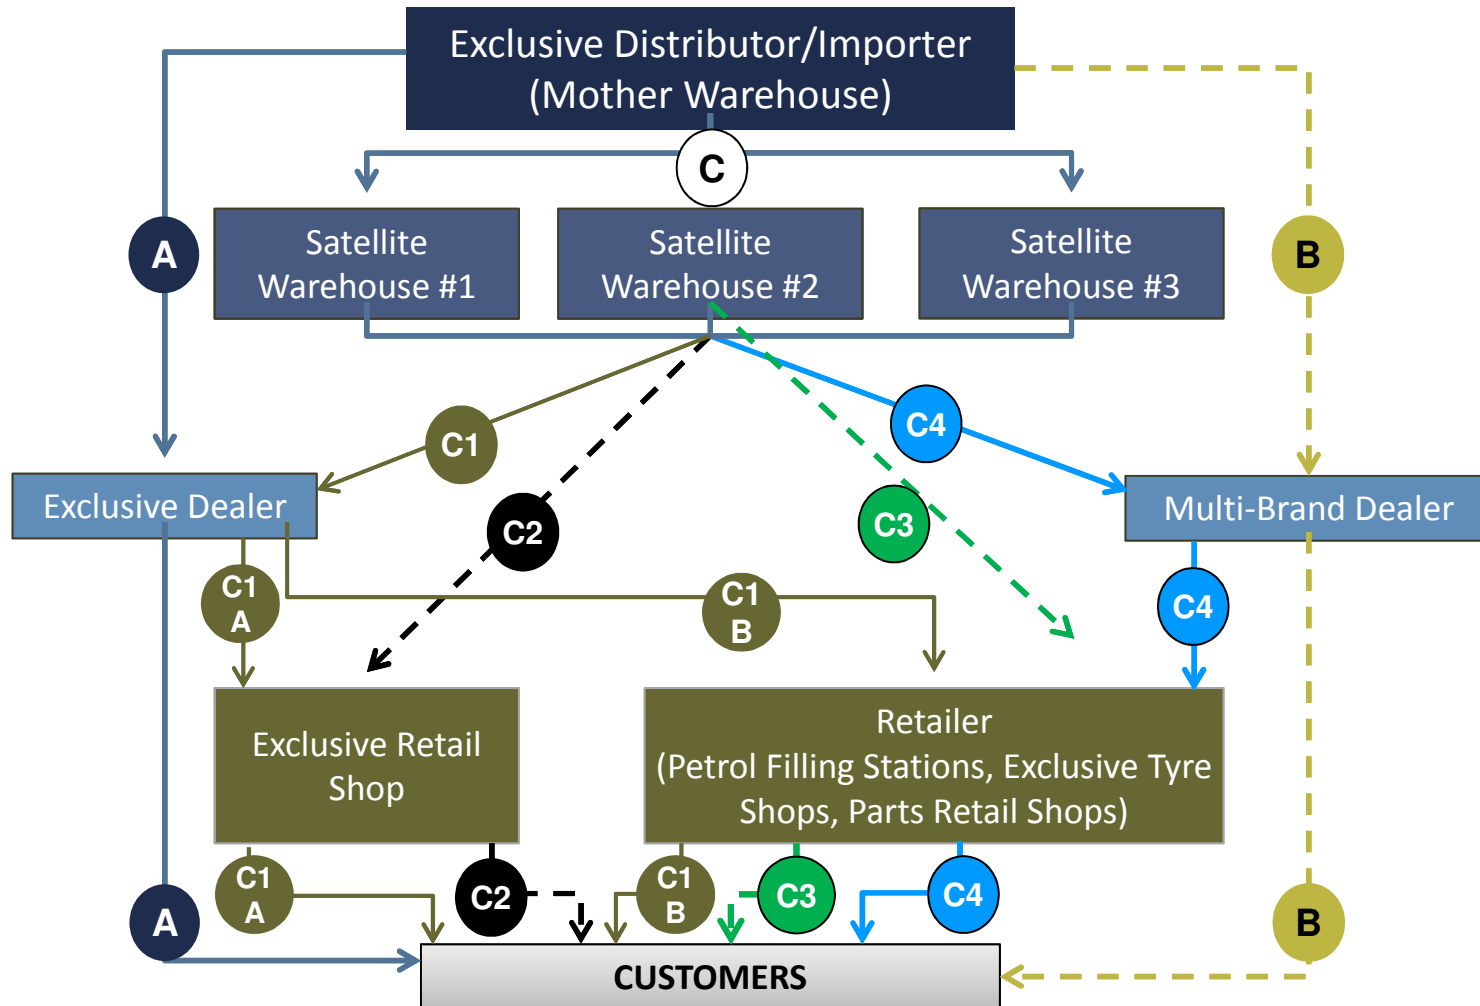 Exclusive Distributor/Importer
(Mother Warehouse)
C
A
Satellite
Warehouse #1
Satellite
Warehouse #2
Satellite
Warehouse #3
B
C1
C4
Exclusive Dealer
C2
C3
Multi-Brand Dealer
C1
A
C1
B
C4
Exclusive Retail
Shop
Retailer
(Petrol Filling Stations, Exclusive Tyre
Shops, Parts Retail Shops)
A
C1
A
C2
C1
B
C3
C4
B
CUSTOMERS